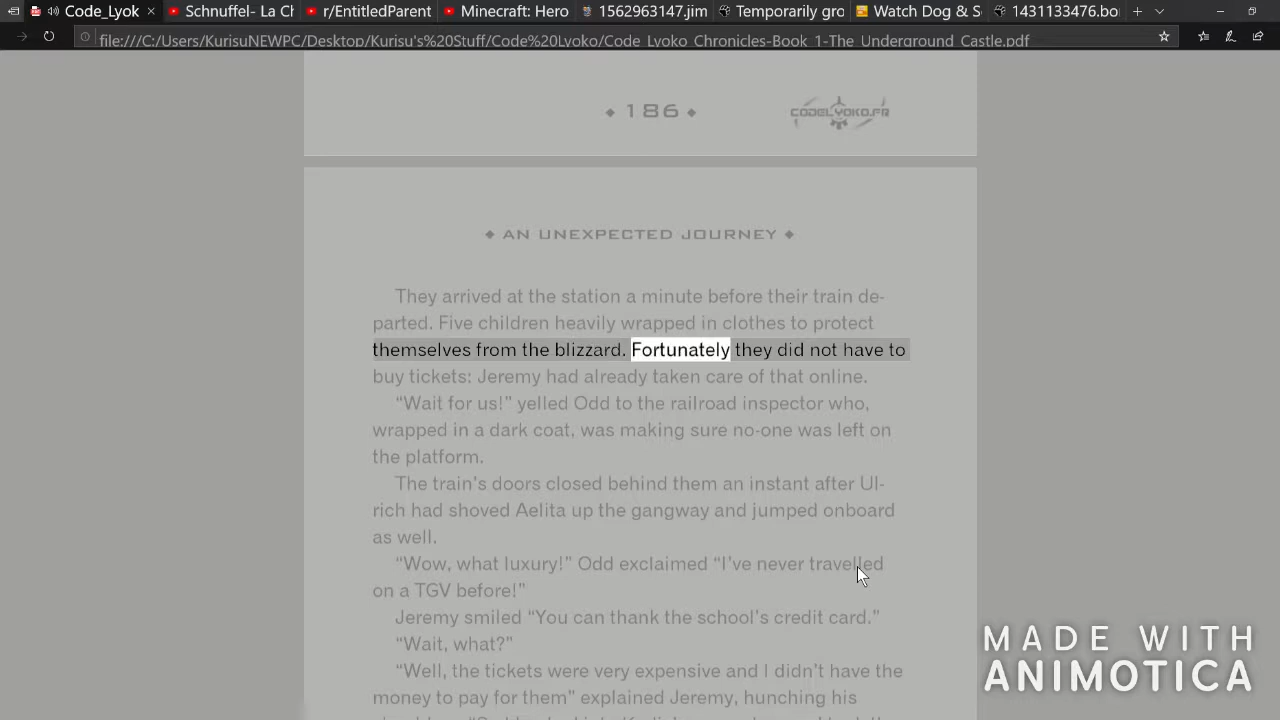 Code_Lyok
Schnuffel- La Cl
r/EntitledParent
Minecraft: Hero
1562963147.jim
Temporarily gro
Watch Dog & S
1431133476.bo
file:///C:/Users/KurisuNEWPC/Desktop/Kurisu's%20Stuff/Code%20Lyoko/Code_Lyoko_Chronicles-Book_1-The_Underground_Castle.pdf
◆ 186 ◆
CODELYOKO.FR
◆ AN UNEXPECTED JOURNEY ◆
They arrived at the station a minute before their train de-
parted. Five children heavily wrapped in clothes to protect
themselves from the blizzard. Fortunately they did not have to
buy tickets: Jeremy had already taken care of that online.
“Wait for us!” yelled Odd to the railroad inspector who,
wrapped in a dark coat, was making sure no-one was left on
the platform.
The train’s doors closed behind them an instant after Ul-
rich had shoved Aelita up the gangway and jumped onboard
as well.
“Wow, what luxury!” Odd exclaimed “I’ve never travelled
on a TGV before!”
Jeremy smiled “You can thank the school’s credit card.”
“Wait, what?”
“Well, the tickets were very expensive and I didn’t have the
money to pay for them” explained Jeremy, hunching his
MADE WITH
ANIMOTICA